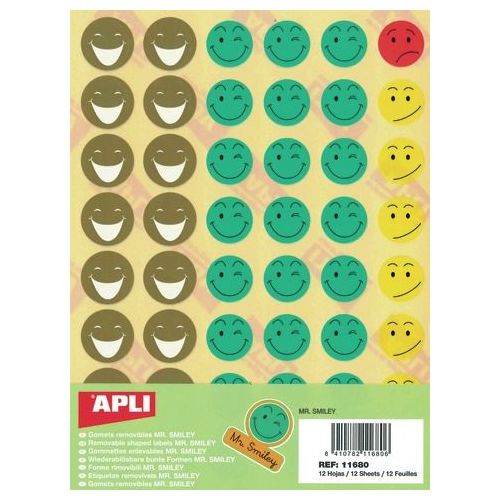 APLI
Gomets removibles MR. SMILEY
Removable shaped labels MR. SMILEY
Gommettes enlevables MR. SMILEY
Wiederablösbare bunte Formen MR. SMILEY
Forme rimovibili MR. SMILEY
Etiquetas removíveis MR. SMILEY
Gomets removibles MR. SMILEY
Mr. Smiley
MR. SMILEY
8 410782 116806
REF: 11680
12 Hojas / 12 Sheets / 12 Feuilles